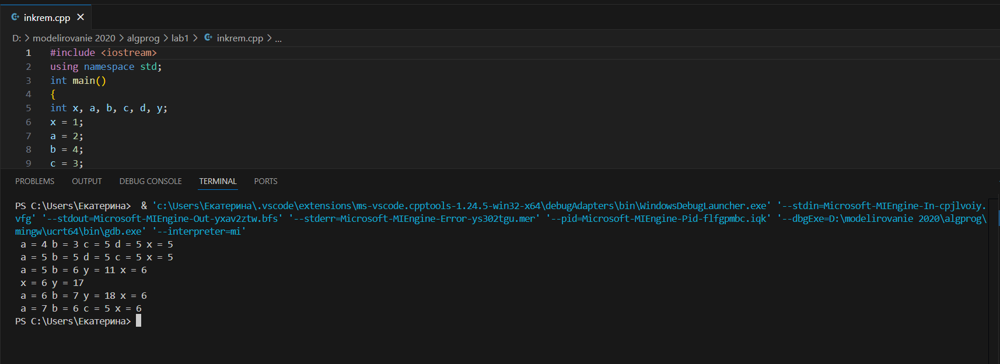 inkrem.cpp
D: > modelirovanie 2020 > algprog > lab1 > inkrem.cpp > ...
1 #include <iostream>
2 using namespace std;
3 int main()
4 {
5 int x, a, b, c, d, y;
6 x = 1;
7 a = 2;
8 b = 4;
9 c = 3;
PROBLEMS OUTPUT DEBUG CONSOLE TERMINAL PORTS
PS C:\Users\Екатерина> & 'c:\Users\Екатерина\.vscode\extensions\ms-vscode.cpptools-1.24.5-win32-x64\debugAdapters\bin\WindowsDebugLauncher.exe' '--stdin=Microsoft-MIEngine-In-cpjlvoiy.
vfg' '--stdout=Microsoft-MIEngine-Out-yxav2ztw.bfs' '--stderr=Microsoft-MIEngine-Error-ys302tgu.mer' '--pid=Microsoft-MIEngine-Pid-flfgpmbc.iqk' '--dbgExe=D:\modelirovanie 2020\algprog\
mingw\ucrt64\bin\gdb.exe' '--interpreter=mi'
a = 4 b = 3 c = 5 d = 5 x = 5
a = 5 b = 5 d = 5 c = 5 x = 5
a = 5 b = 6 y = 11 x = 6
x = 6 y = 17
a = 6 b = 7 y = 18 x = 6
a = 7 b = 6 c = 5 x = 6
PS C:\Users\Екатерина>